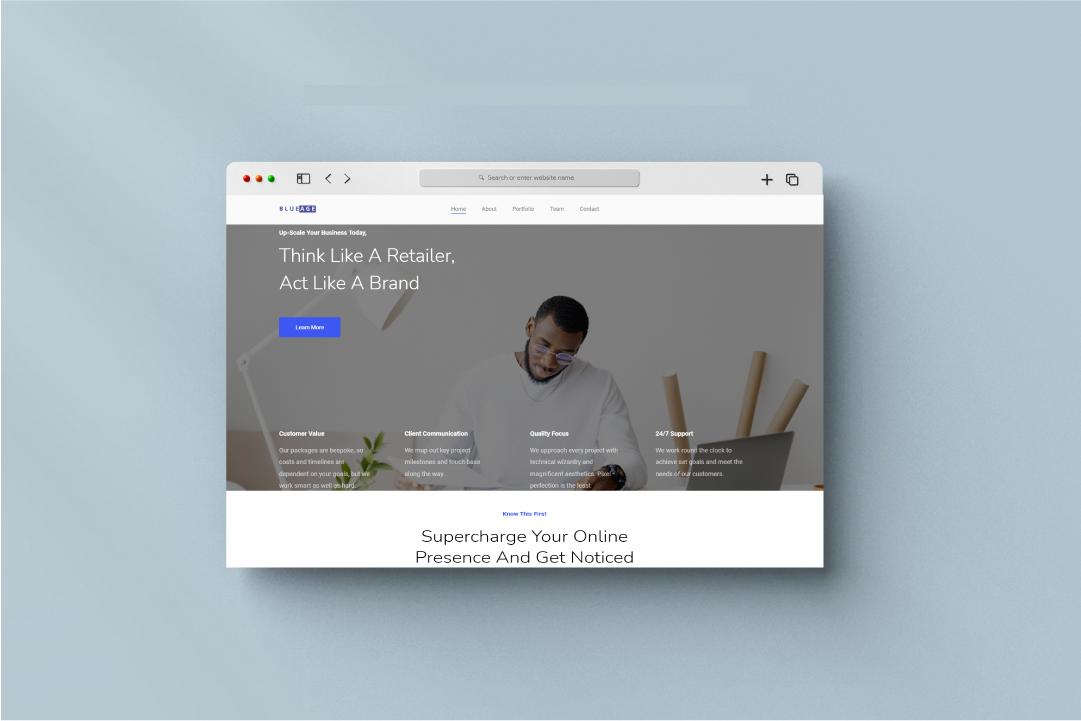 Search or enter website name
BLUEAGE
Home About Portfolio Team Contact
Up-Scale Your Business Today,
Think Like A Retailer,
Act Like A Brand
Learn More
Customer Value
Our packages are bespoke, so
costs and timelines are
dependent on your goals, but we
work smart as well as hard.
Client Communication
We map out key project
milestones and touch base
along the way.
Quality Focus
We approach every project with
technical wizardry and
magnificent aesthetics. Pixel
perfection is the least
24/7 Support
We work round the clock to
achieve set goals and meet the
needs of our customers.
Know This First
Supercharge Your Online
Presence And Get Noticed